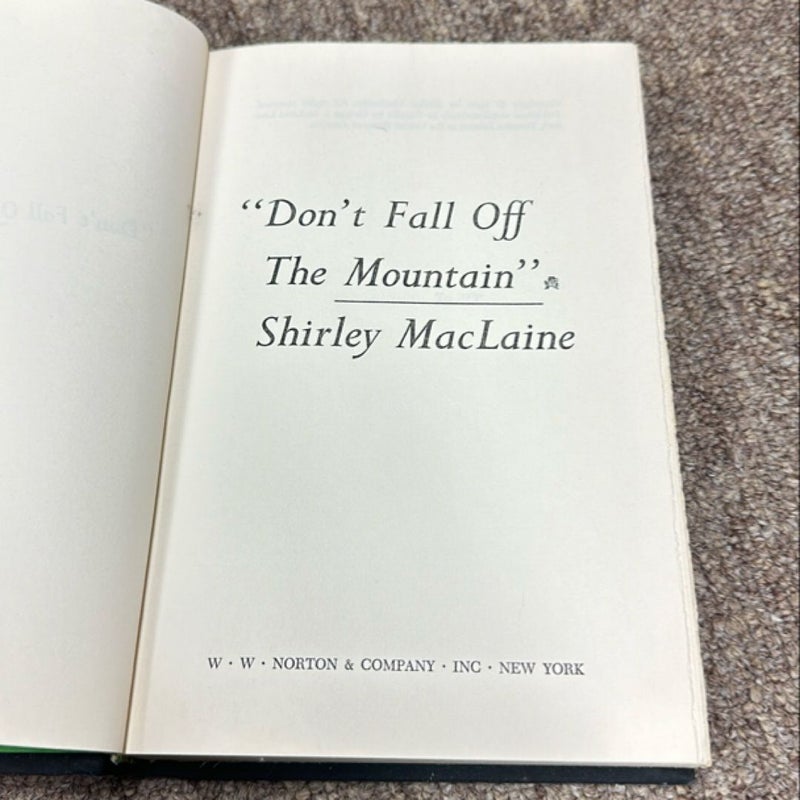 “Don’t Fall Off
The Mountain”
Shirley MacLaine
W · W · NORTON & COMPANY · INC · NEW YORK